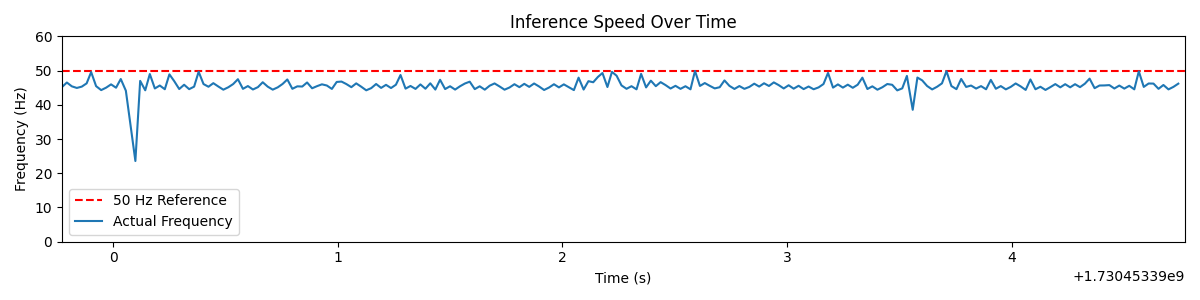 Inference Speed Over Time
60
50
40
30
20
10
0
Frequency (Hz)
50 Hz Reference
Actual Frequency
0 1 2 3 4
Time (s)
+1.73045339e9